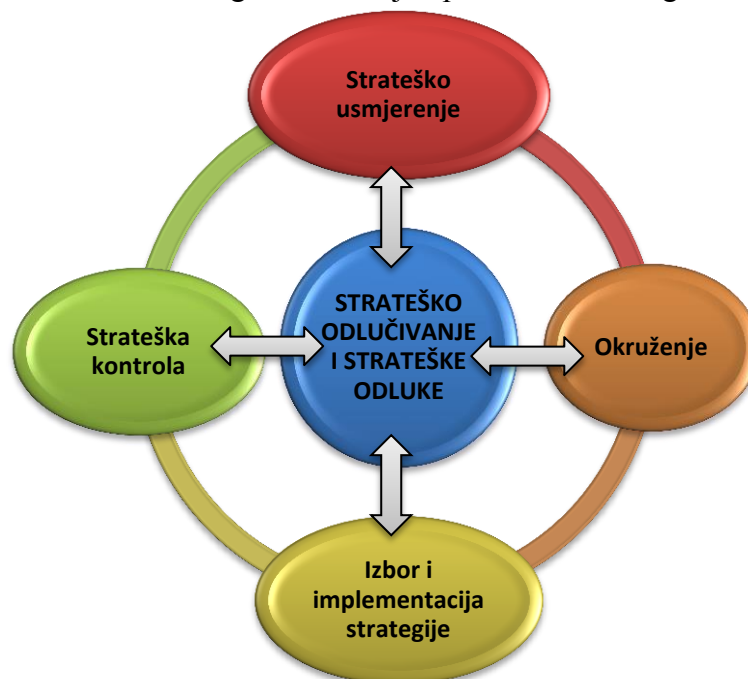 Strateško
usmjerenje
Strateška
kontrola
STRATEŠKO
ODLUČIVANJE
I STRATEŠKE
ODLUKE
Okruženje
Izbor i
implementacija
strategije